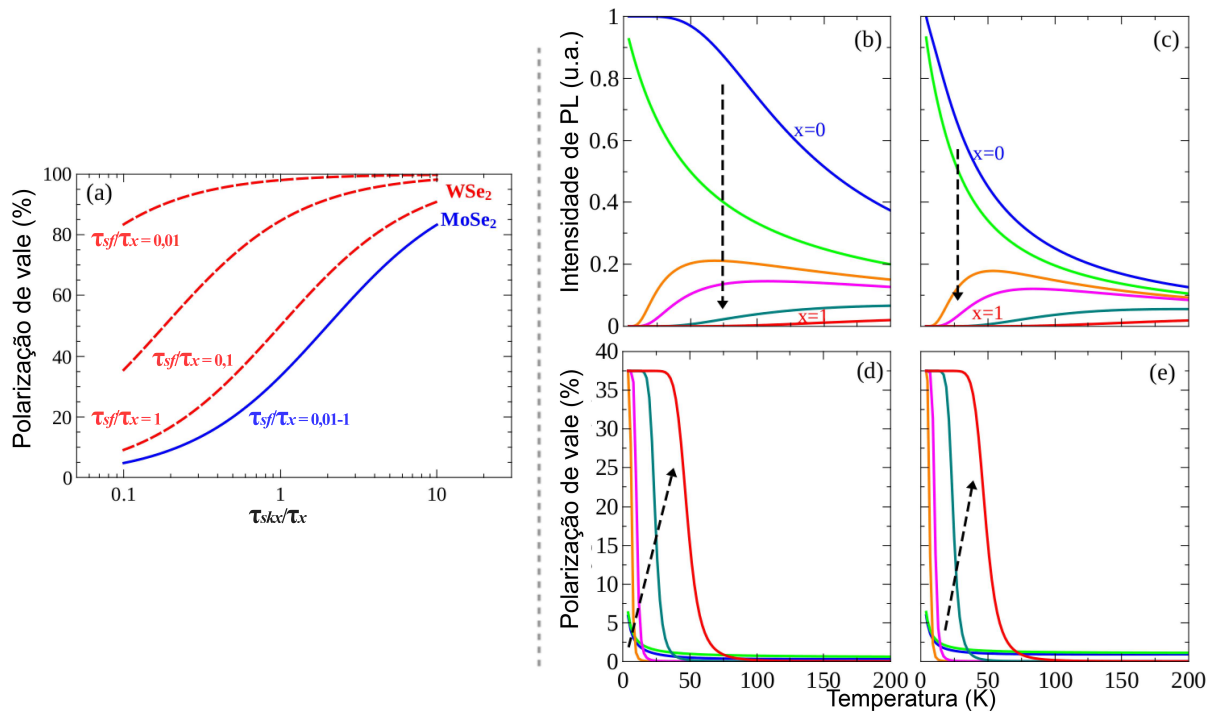 Polarização de vale (%)
100
80
60
40
20
0
(a)
WSe₂
MoSe₂
τsf/τx = 0,01
τsf/τx = 0,1
τsf/τx = 1
τsf/τx = 0,01-1
0.1
1
10
τskx/τx
Intensidade de PL (u.a.)
1
0.8
0.6
0.4
0.2
0
(b)
x=0
x=1
(c)
x=0
x=1
Polarização de vale (%)
40
35
30
25
20
15
10
5
0
(d)
(e)
0
50
100
150
200
0
50
100
150
200
Temperatura (K)